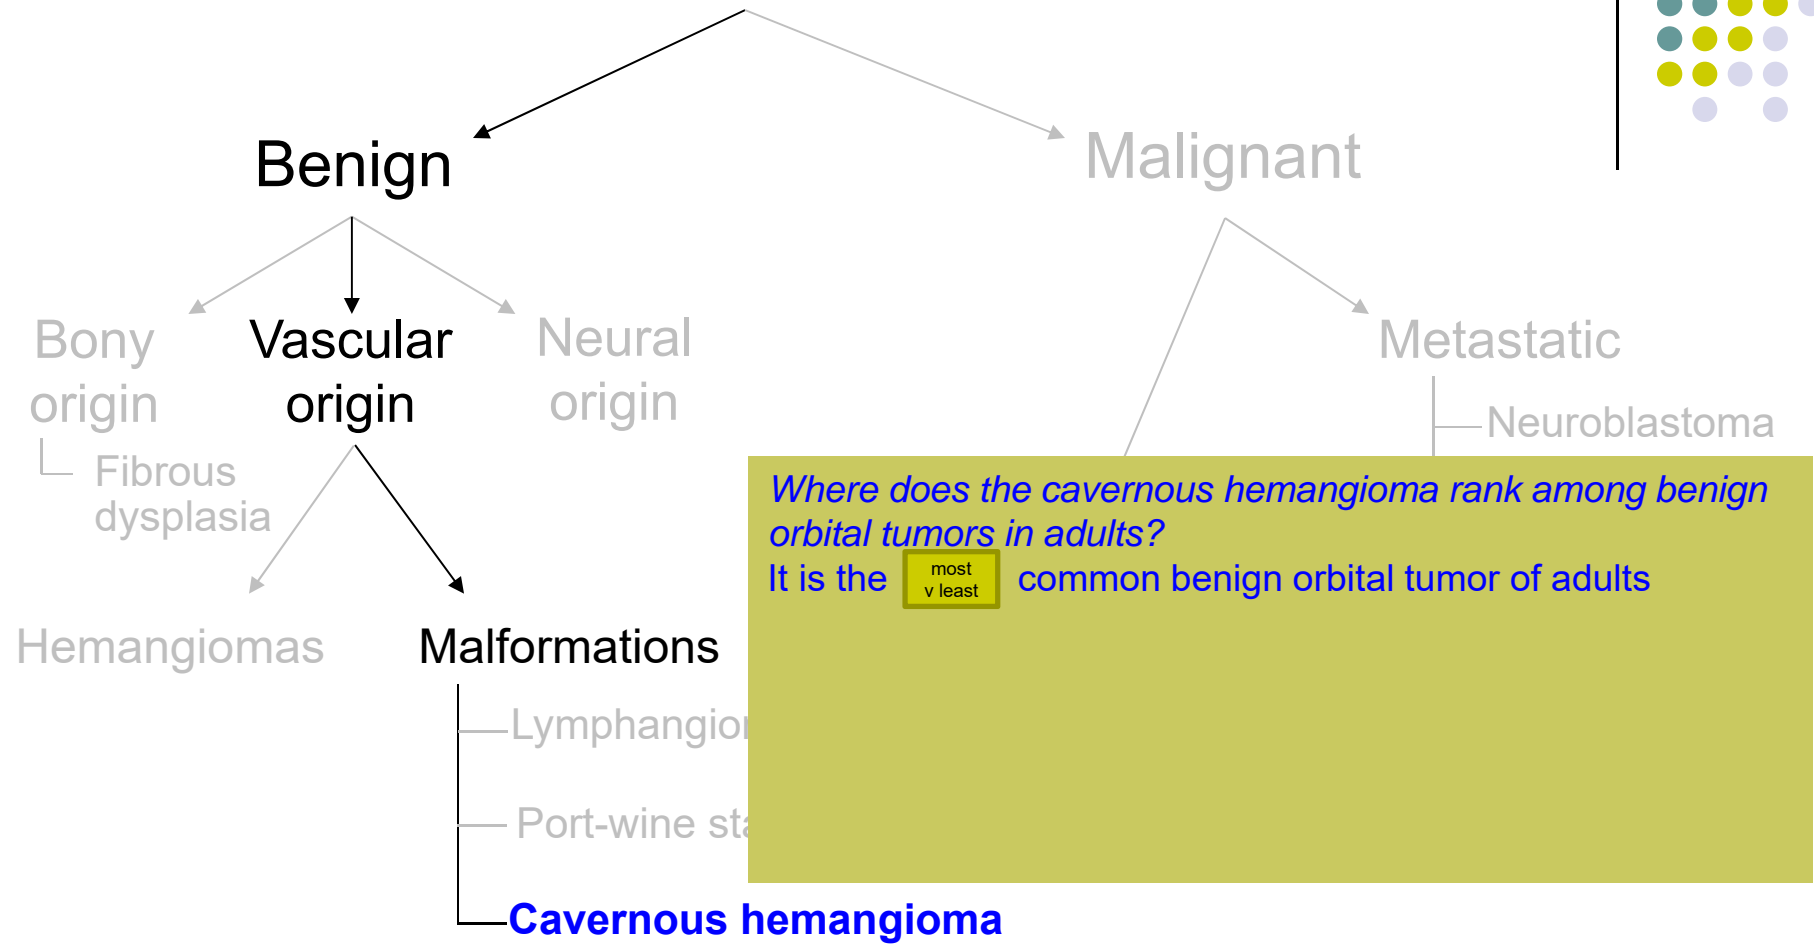 Benign
Malignant
Bony
origin
Vascular
origin
Neural
origin
Metastatic
Fibrous
dysplasia
Neuroblastoma
Where does the cavernous hemangioma rank among benign
orbital tumors in adults?
It is the most v least common benign orbital tumor of adults
Hemangiomas
Malformations
Port-wine
Cavernous hemangioma